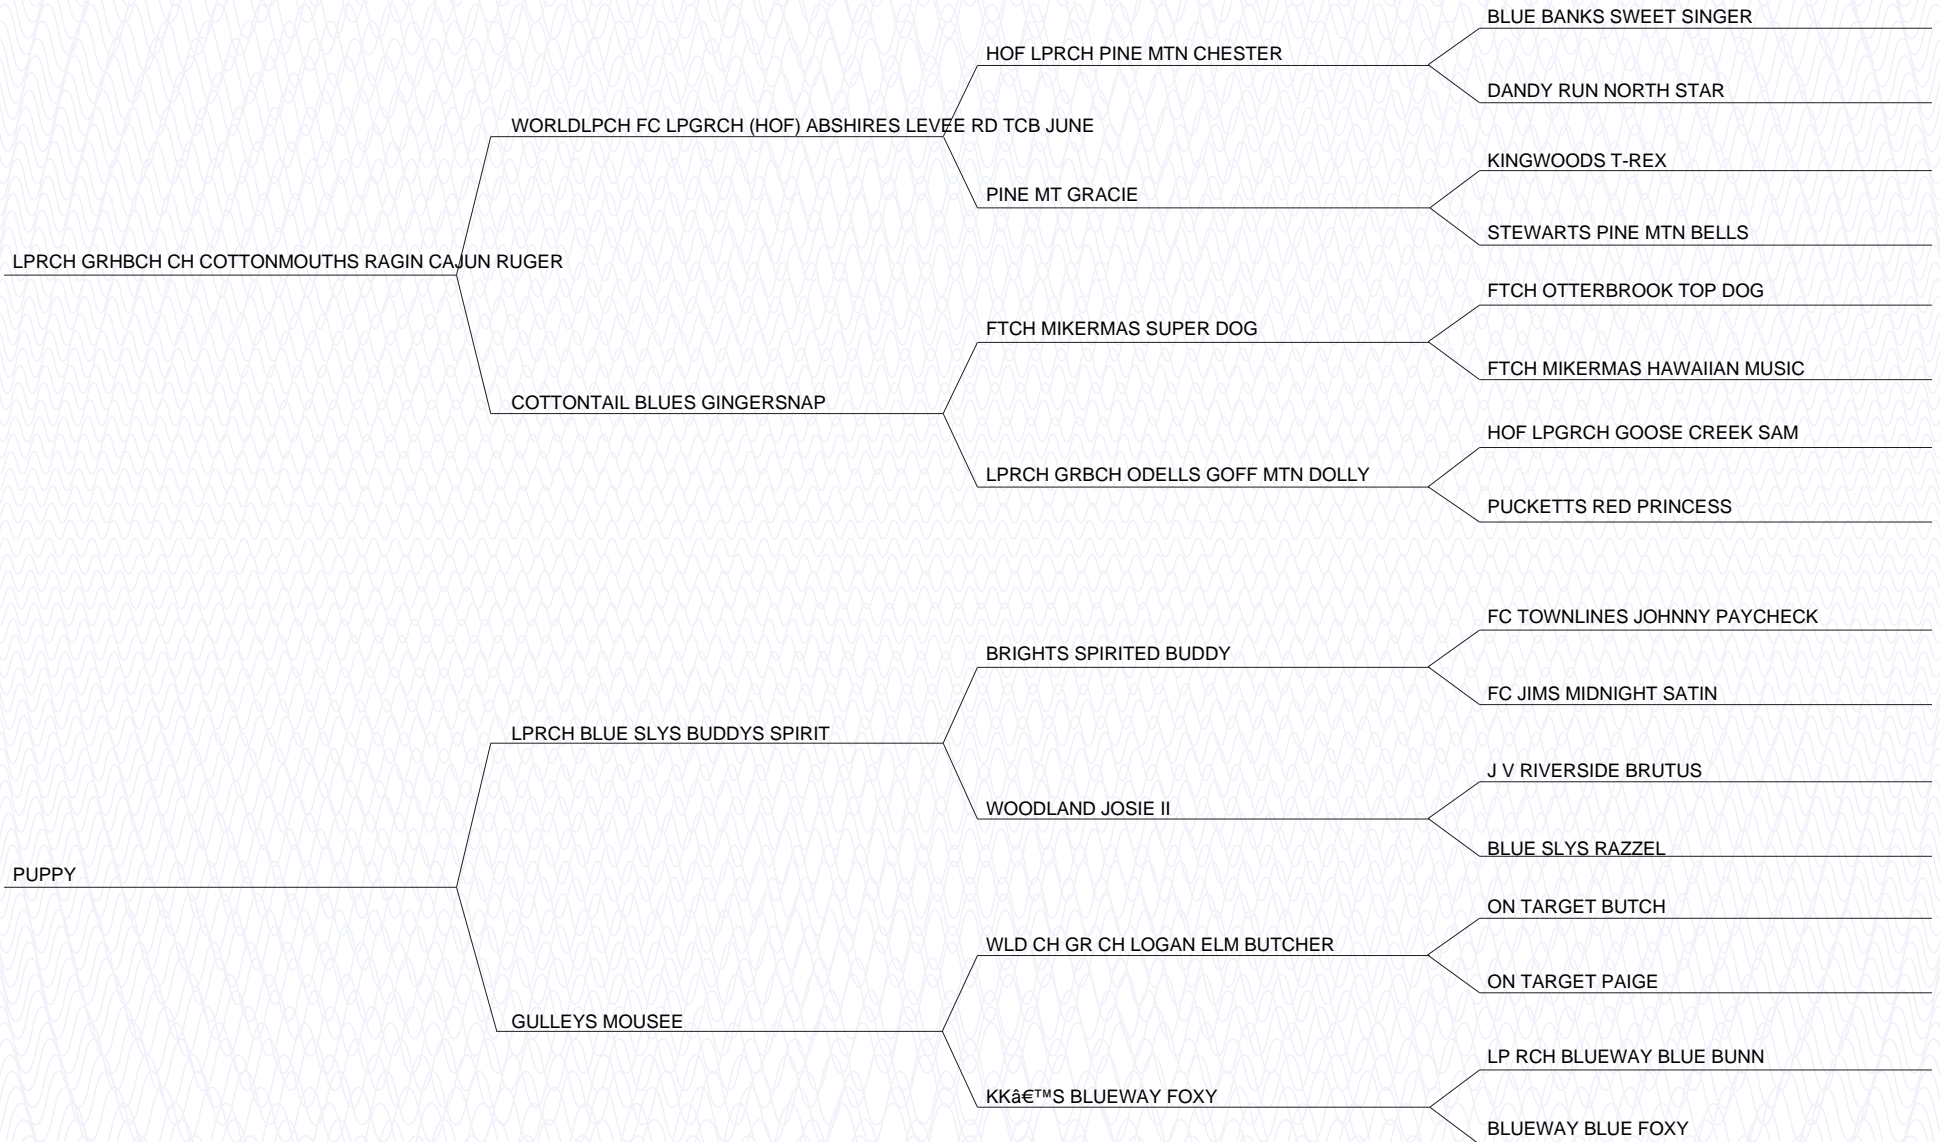 BLUE BANKS SWEET SINGER
HOF LPRCH PINE MTN CHESTER
DANDY RUN NORTH STAR
WORLDLPCH FC LPGRCH (HOF) ABSHIRES LEVEE RD TCB JUNE
KINGWOODS T-REX
PINE MT GRACIE
STEWARTS PINE MTN BELLS
LPRCH GRHBCH CH COTTONMOUTHS RAGIN CAJUN RUGER
FTCH OTTERBROOK TOP DOG
FTCH MIKERMAS SUPER DOG
FTCH MIKERMAS HAWAIIAN MUSIC
COTTONTAIL BLUES GINGERSNAP
HOF LPGRCH GOOSE CREEK SAM
LPRCH GRBCH ODELLS GOFF MTN DOLLY
PUCKETTS RED PRINCESS
FC TOWNLINES JOHNNY PAYCHECK
BRIGHTS SPIRITED BUDDY
FC JIMS MIDNIGHT SATIN
LPRCH BLUE SLYS BUDDYS SPIRIT
J V RIVERSIDE BRUTUS
WOODLAND JOSIE II
BLUE SLYS RAZZEL
PUPPY
ON TARGET BUTCH
WLD CH GR CH LOGAN ELM BUTCHER
ON TARGET PAIGE
GULLEYS MOUSEE
LP RCH BLUEWAY BLUE BUNN
KKâ€™S BLUEWAY FOXY
BLUEWAY BLUE FOXY